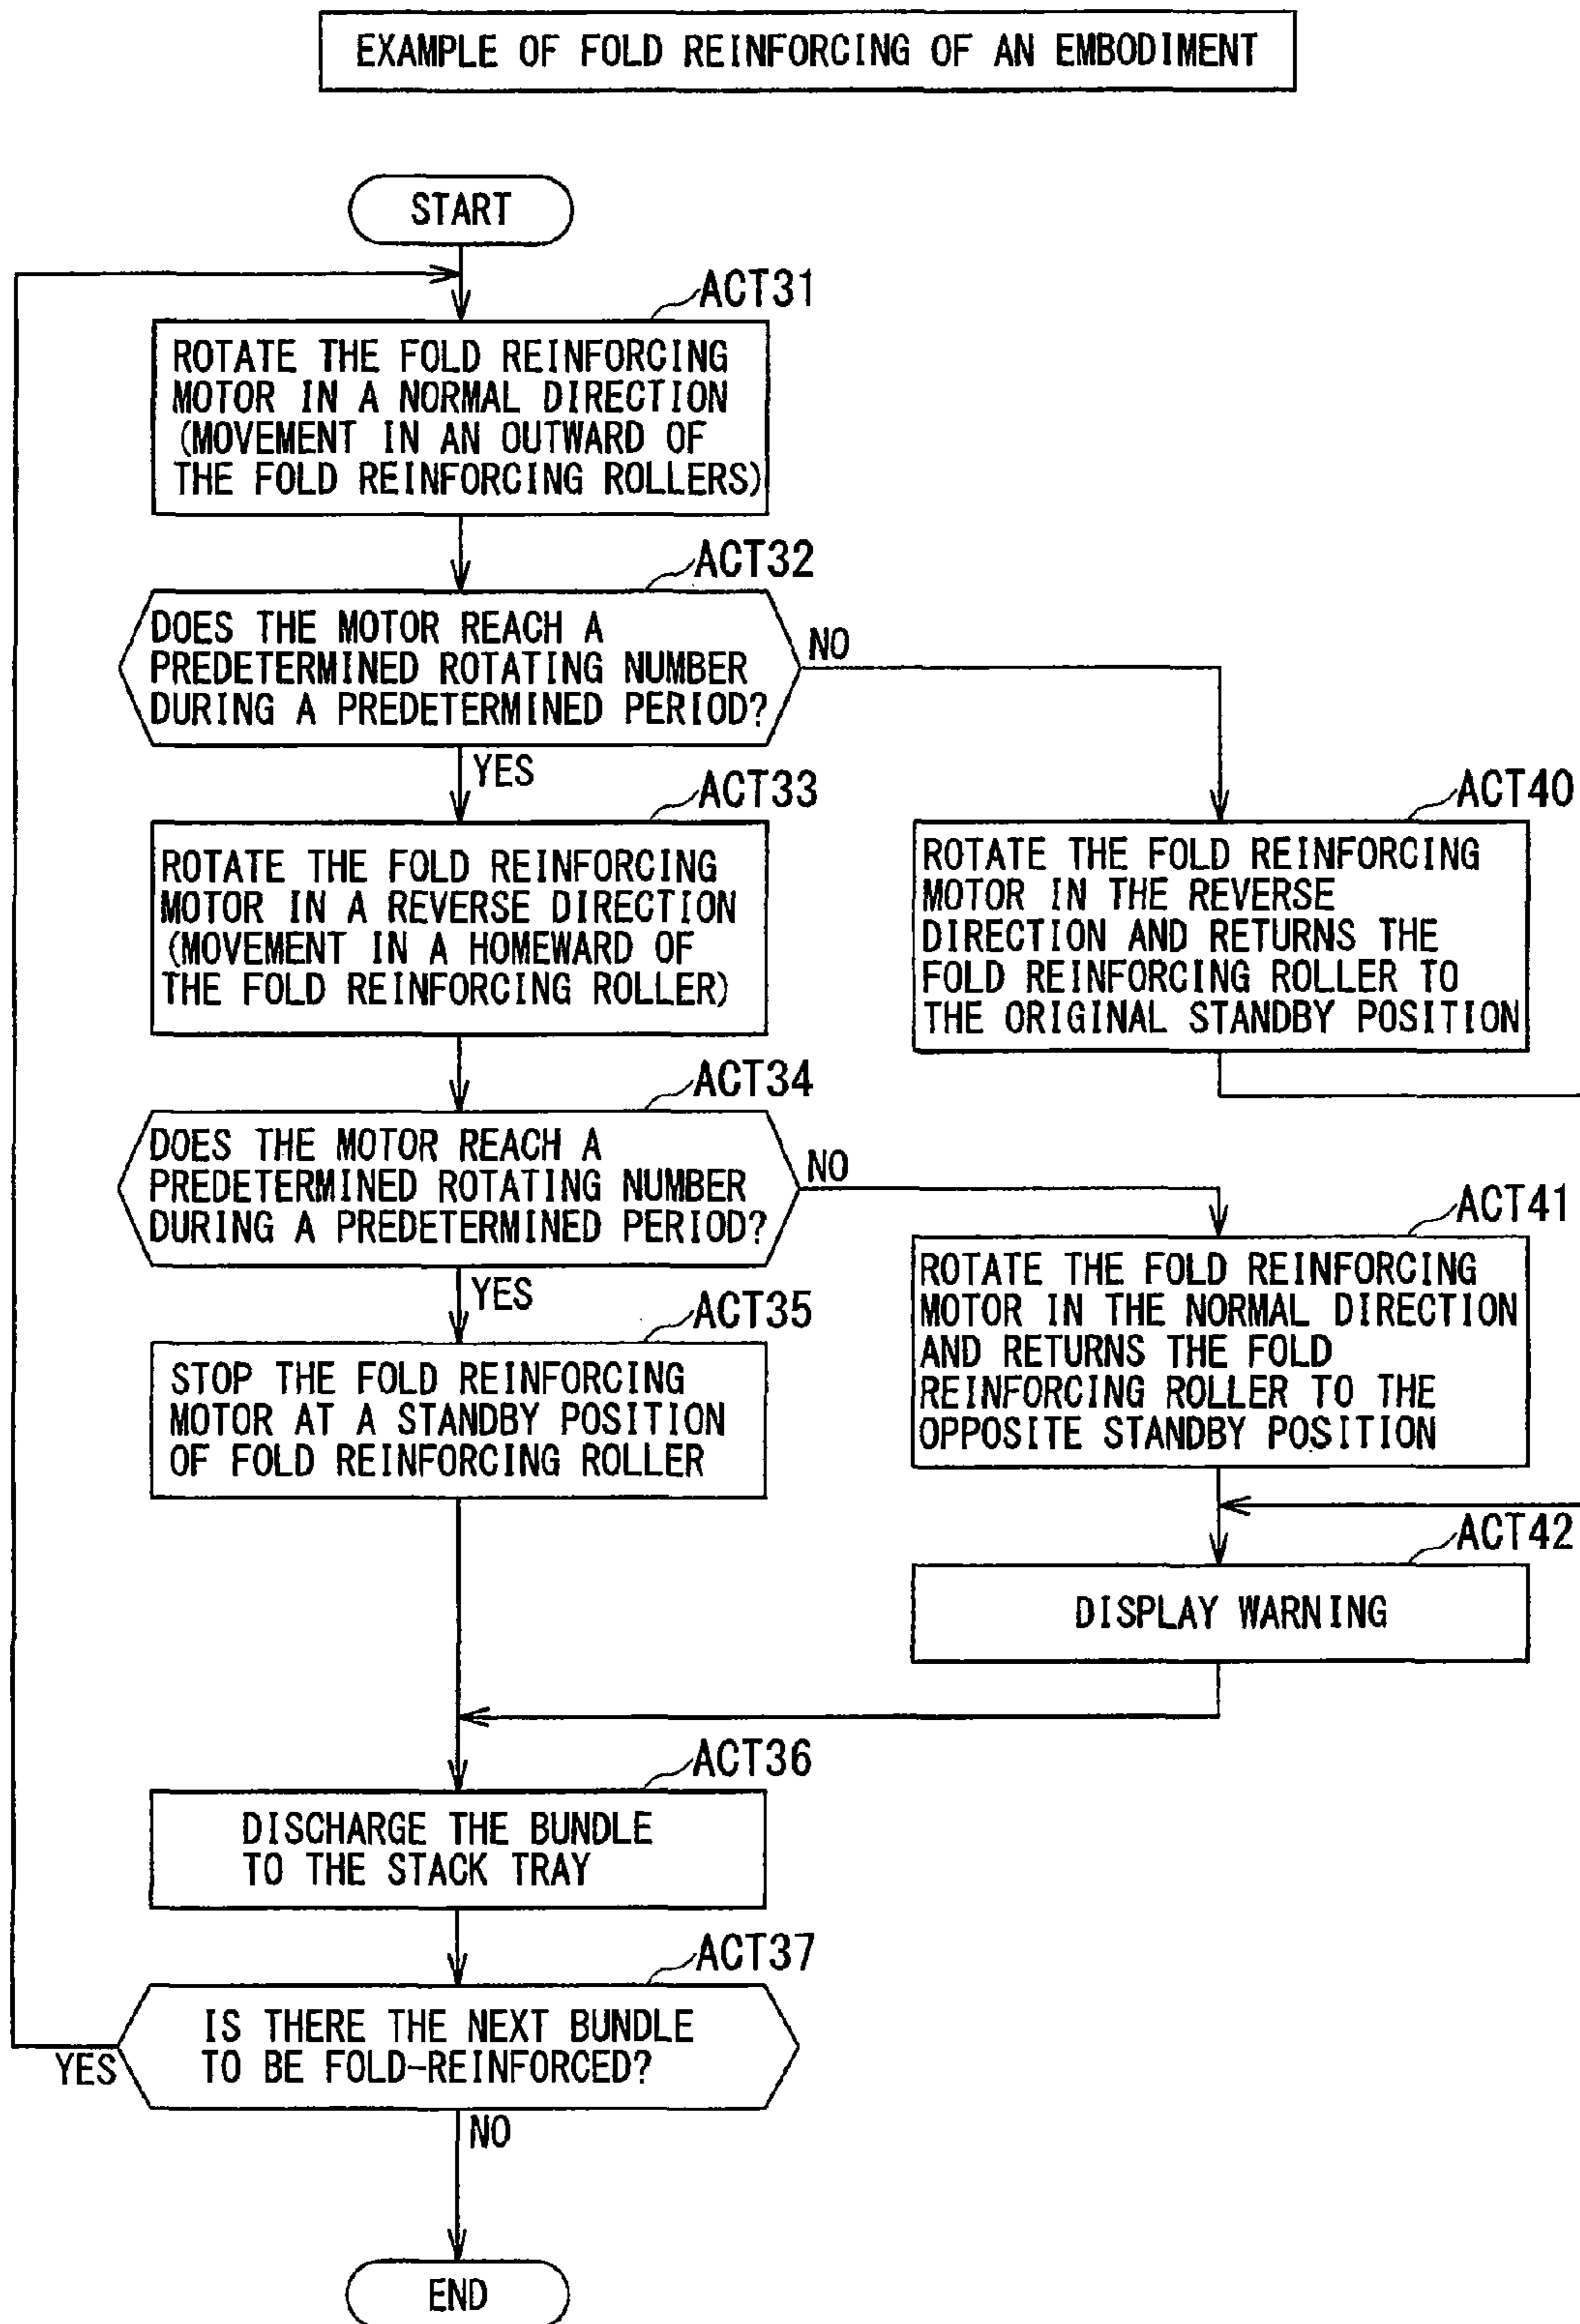 EXAMPLE OF FOLD REINFORCING OF AN EMBODIMENT
START
ACT31
ROTATE THE FOLD REINFORCING
MOTOR IN A NORMAL DIRECTION
(MOVEMENT IN AN OUTWARD OF
THE FOLD REINFORCING ROLLERS)
ACT32
DOES THE MOTOR REACH A
PREDETERMINED ROTATING NUMBER
DURING A PREDETERMINED PERIOD?
NO
YES
ACT33
ROTATE THE FOLD REINFORCING
MOTOR IN A REVERSE DIRECTION
(MOVEMENT IN A HOMEWARD OF
THE FOLD REINFORCING ROLLER)
ACT40
ROTATE THE FOLD REINFORCING
MOTOR IN THE REVERSE
DIRECTION AND RETURNS THE
FOLD REINFORCING ROLLER TO
THE ORIGINAL STANDBY POSITION
ACT34
DOES THE MOTOR REACH A
PREDETERMINED ROTATING NUMBER
DURING A PREDETERMINED PERIOD?
NO
YES
ACT41
ROTATE THE FOLD REINFORCING
MOTOR IN THE NORMAL DIRECTION
AND RETURNS THE FOLD
REINFORCING ROLLER TO THE
OPPOSITE STANDBY POSITION
ACT35
STOP THE FOLD REINFORCING
MOTOR AT A STANDBY POSITION
OF FOLD REINFORCING ROLLER
ACT42
DISPLAY WARNING
ACT36
DISCHARGE THE BUNDLE
TO THE STACK TRAY
ACT37
IS THERE THE NEXT BUNDLE
TO BE FOLD-REINFORCED?
YES
NO
END